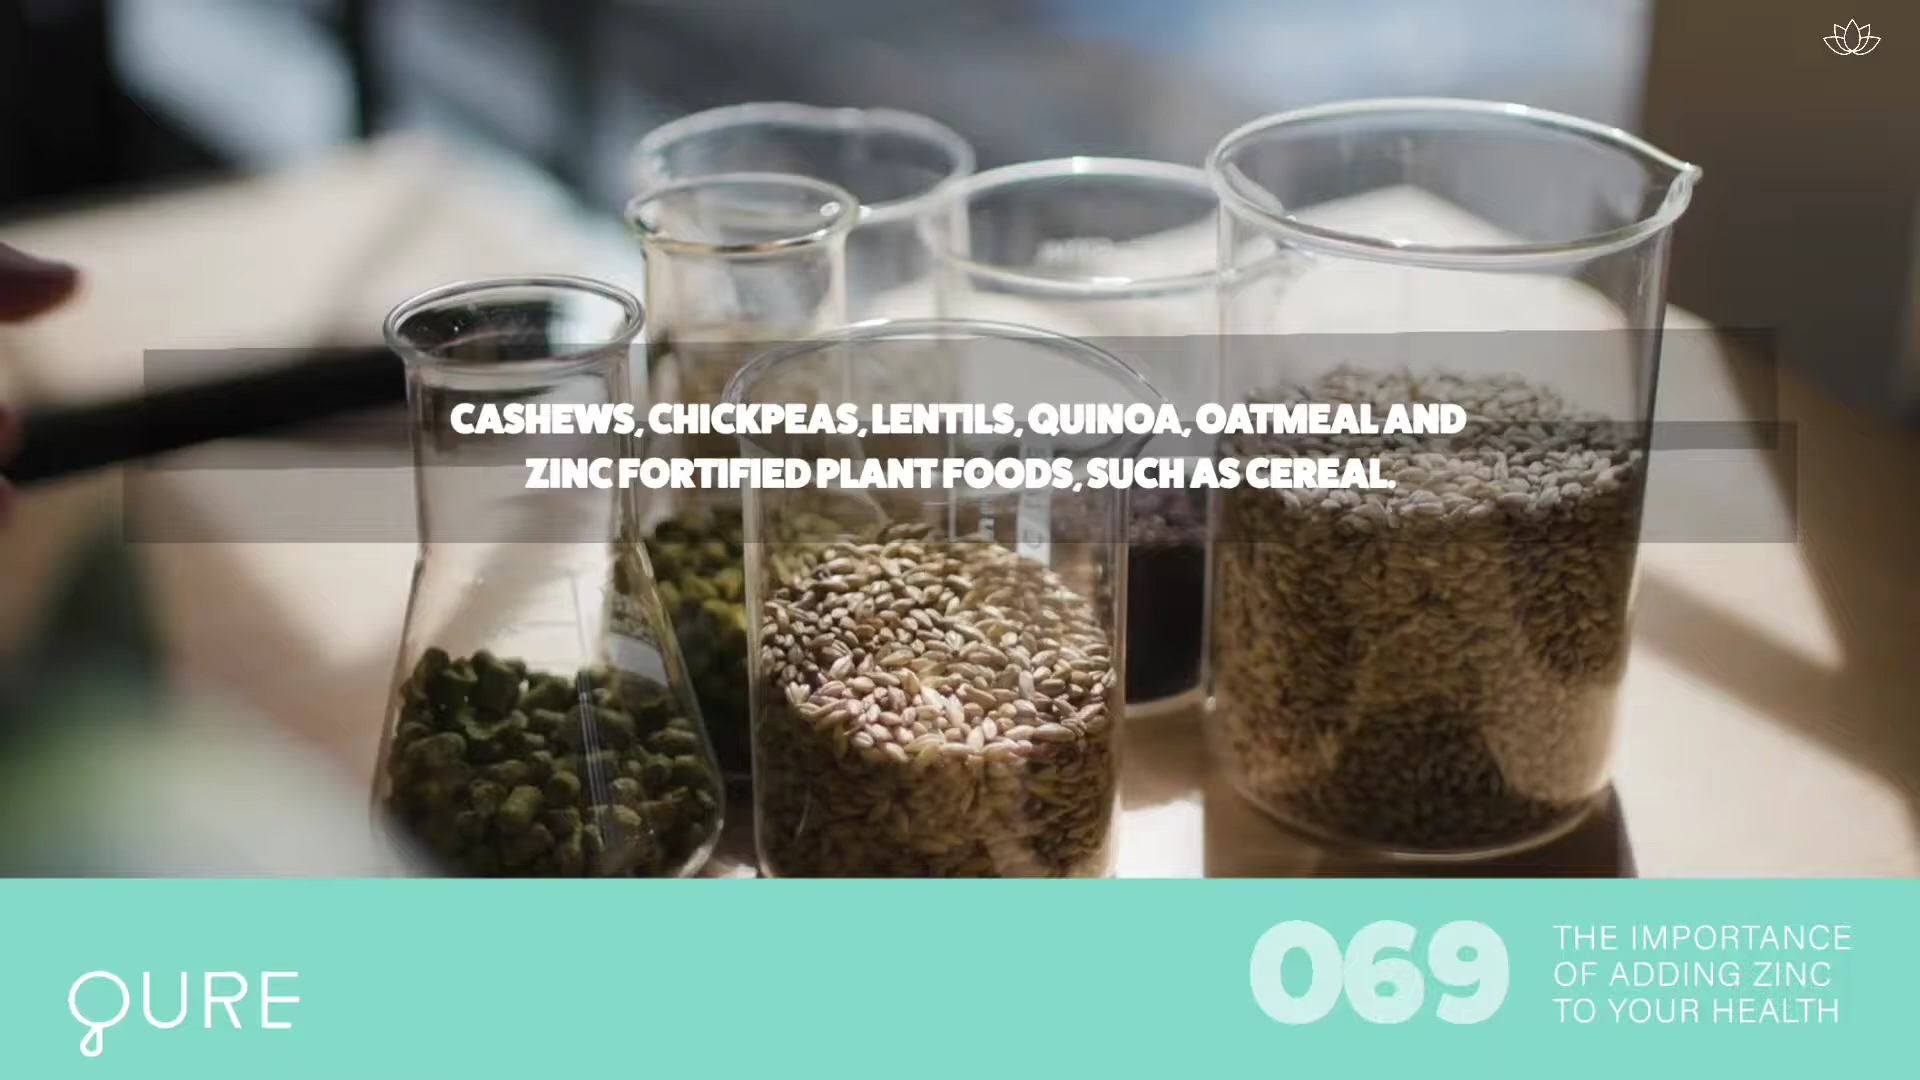 CASHEWS, CHICKPEAS, LENTILS, QUINOA, OATMEAL AND
ZINC FORTIFIED PLANT FOODS, SUCH AS CEREAL.
QURE
069
THE IMPORTANCE
OF ADDING ZINC
TO YOUR HEALTH